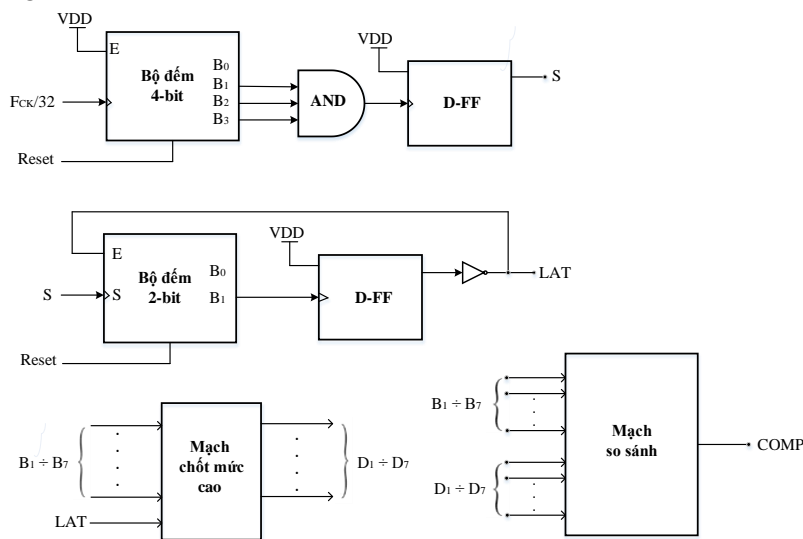 VDD
E
Bộ đếm
4-bit
B0
B1
B2
B3
FCK/32
Reset
AND
VDD
D-FF
S
E
Bộ đếm
2-bit
B0
B1
S
S
Reset
VDD
D-FF
LAT
B1 ÷ B7
LAT
Mạch
chốt mức
cao
D1 ÷ D7
B1 ÷ B7
D1 ÷ D7
Mạch
so sánh
COMP